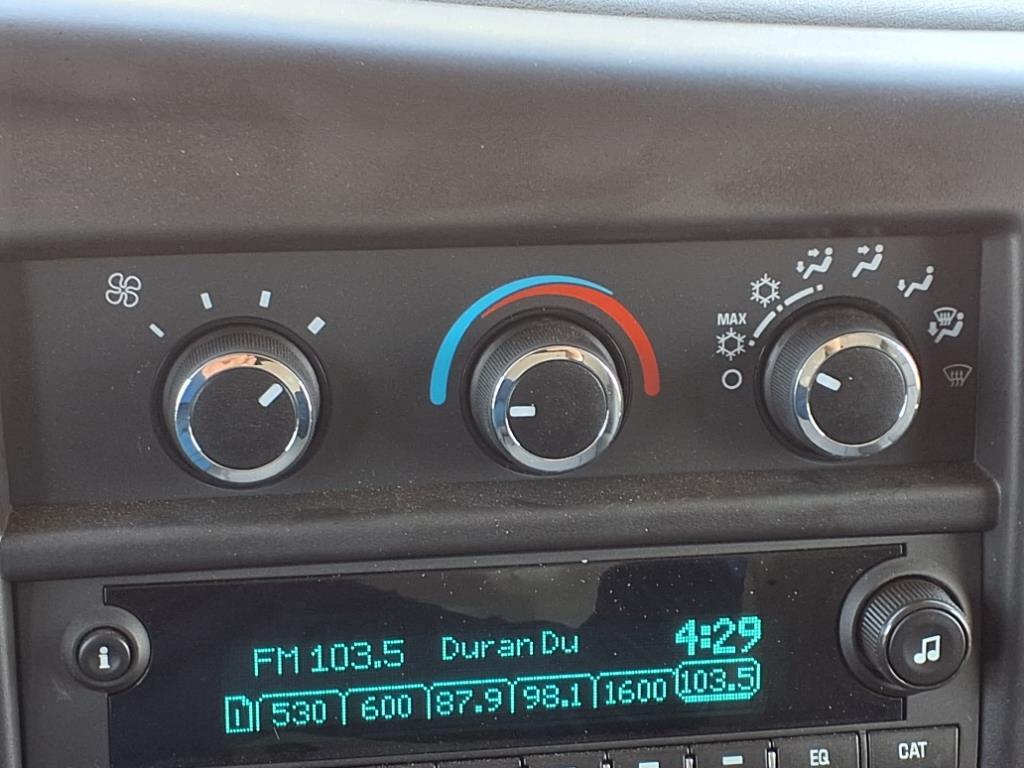 MAX
FM 103.5 Duran Du 4:29
1 530 600 87.9 98.1 1600 103.5
i
EQ CAT